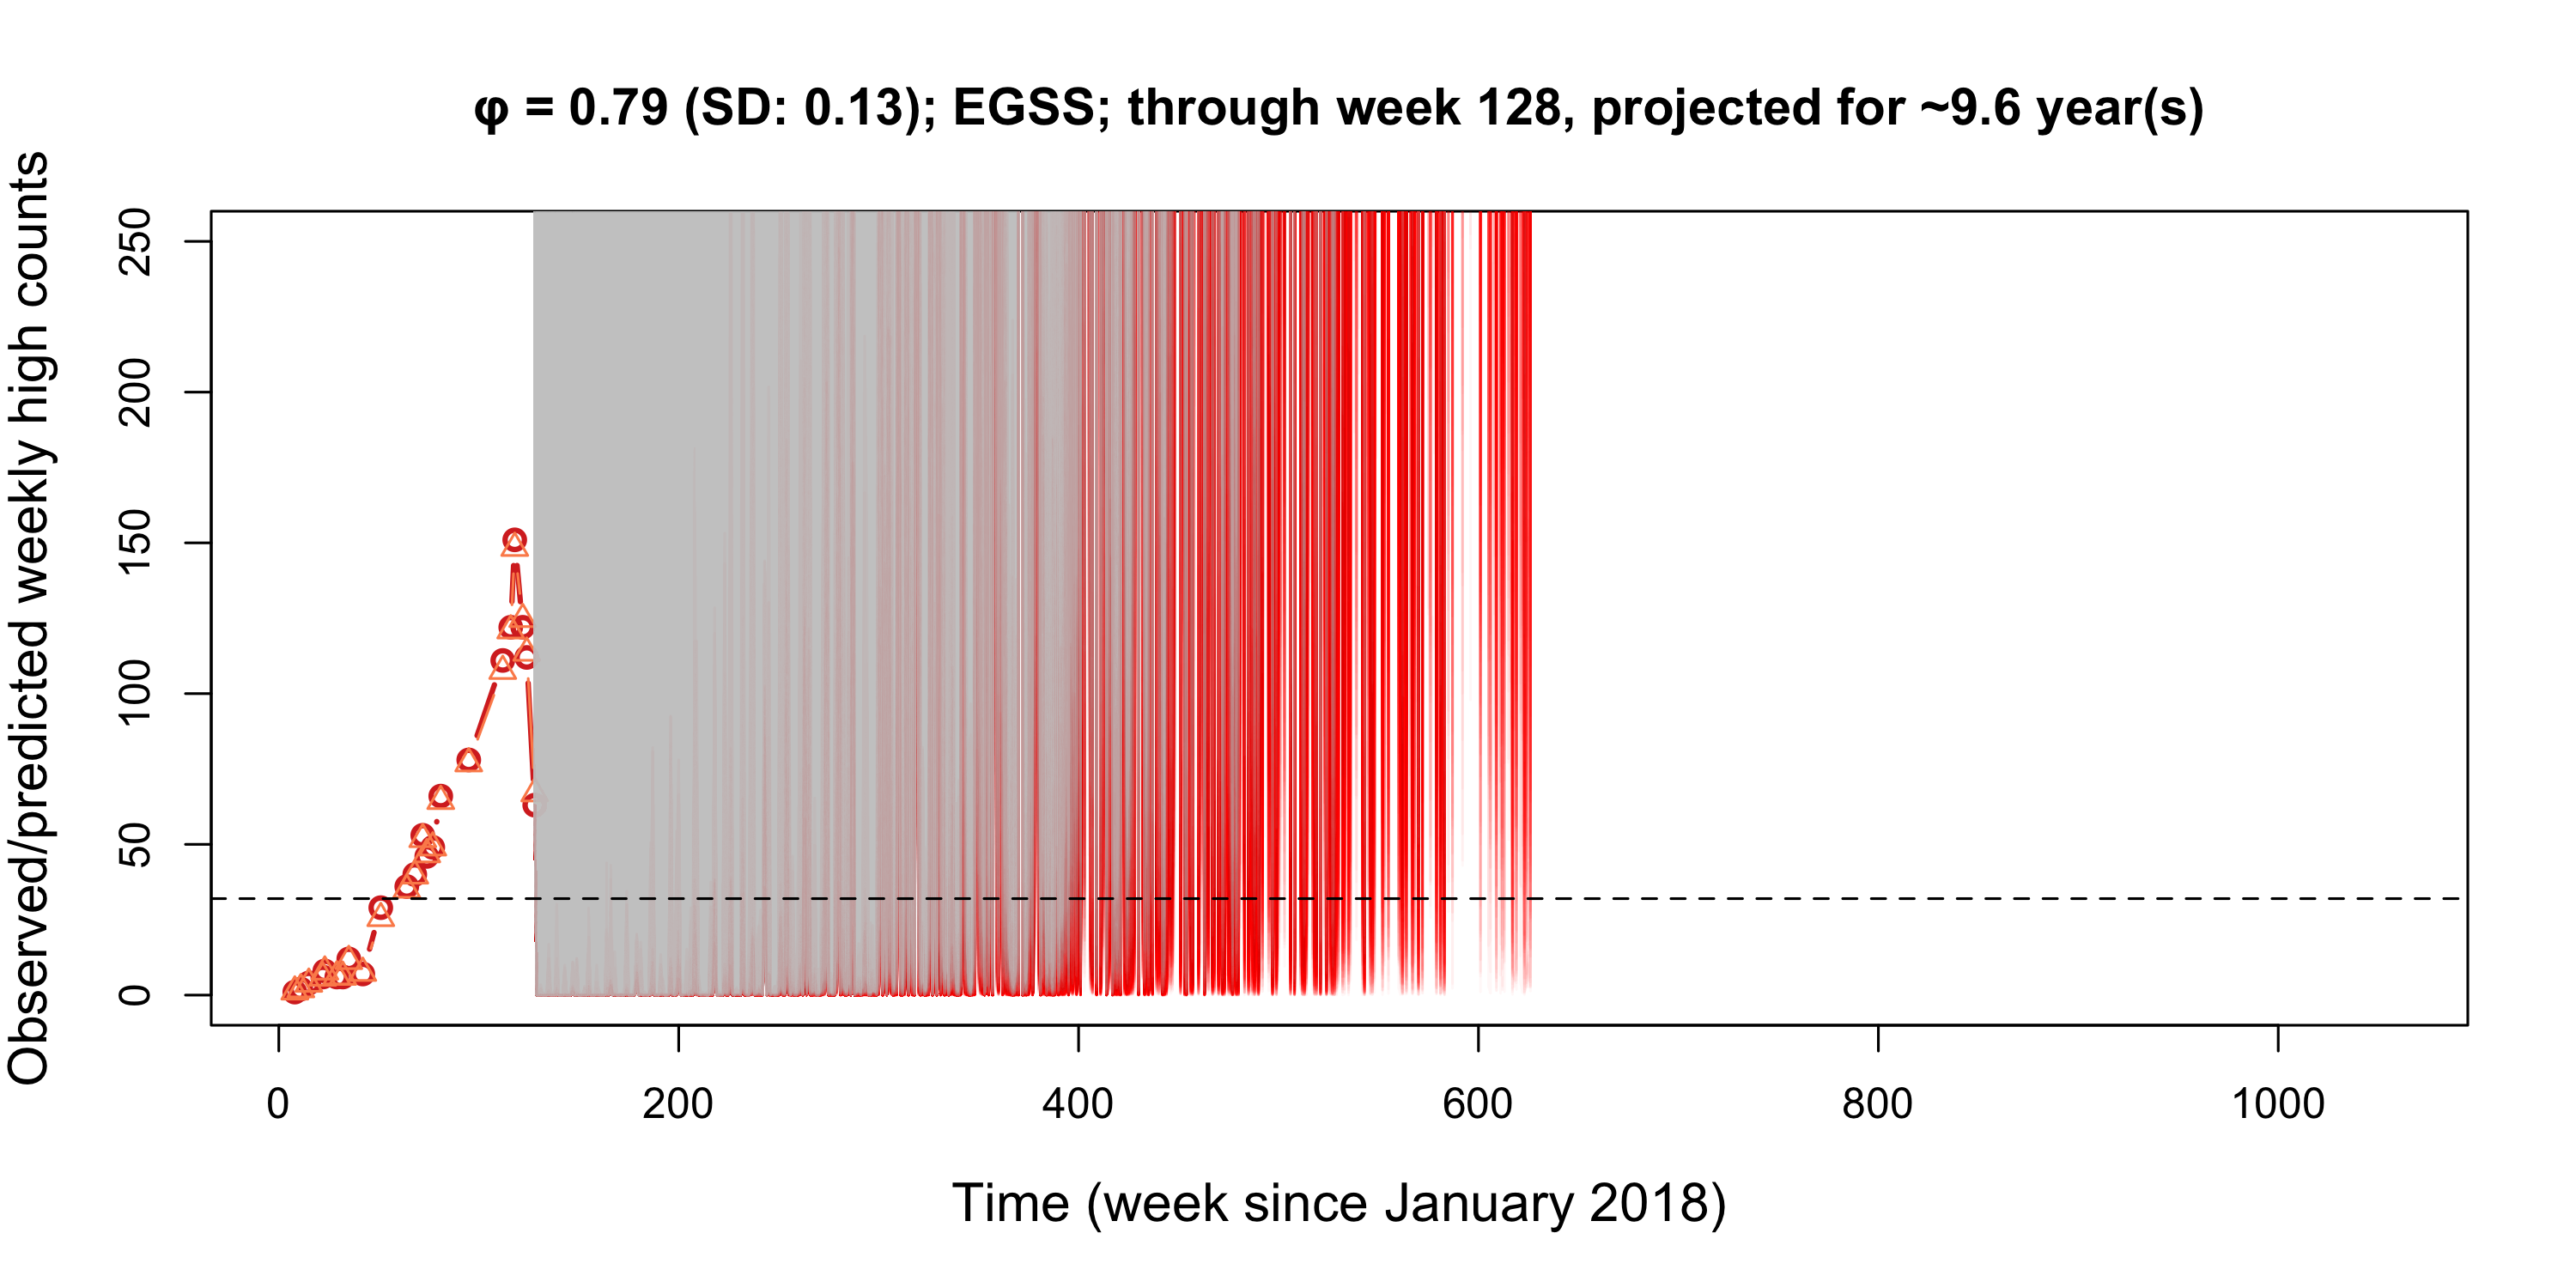 φ = 0.79 (SD: 0.13); EGSS; through week 128, projected for ~9.6 year(s)
Observed/predicted weekly high counts
250
200
150
100
50
0
0 200 400 600 800 1000
Time (week since January 2018)